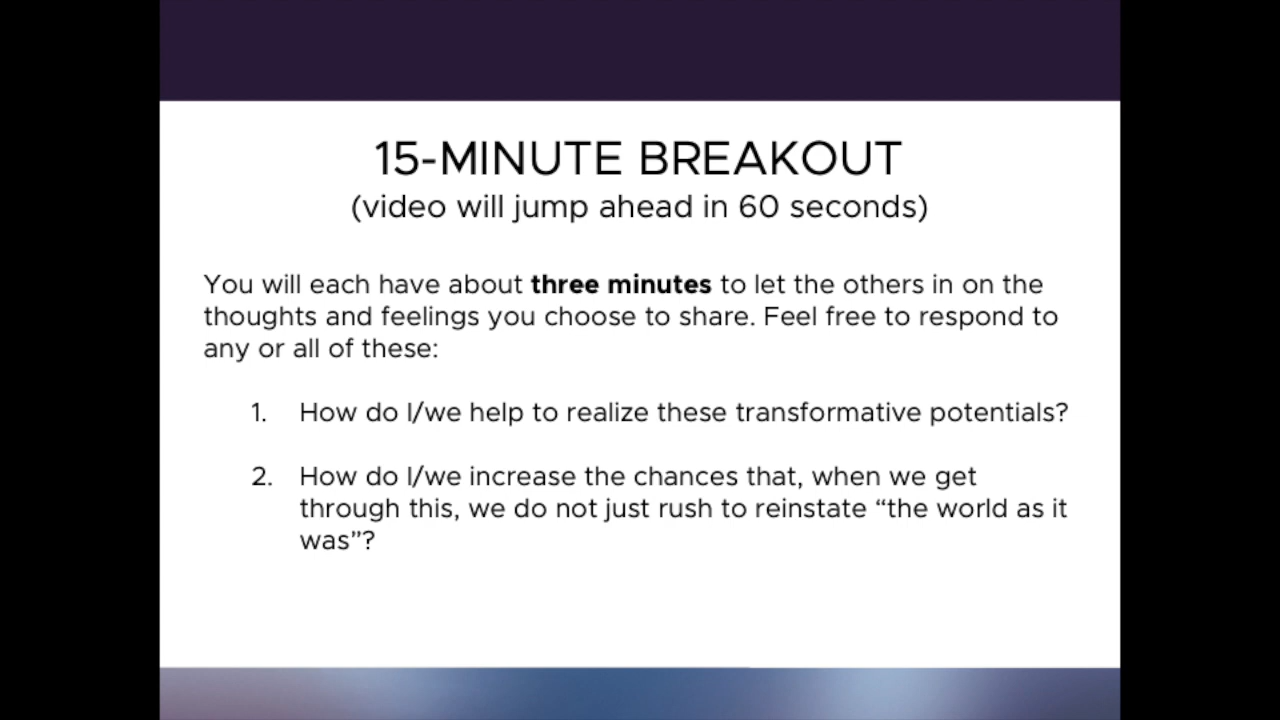 15-MINUTE BREAKOUT
(video will jump ahead in 60 seconds)
You will each have about three minutes to let the others in on the
thoughts and feelings you choose to share. Feel free to respond to
any or all of these:
1. How do I/we help to realize these transformative potentials?
2. How do I/we increase the chances that, when we get
through this, we do not just rush to reinstate “the world as it
was”?